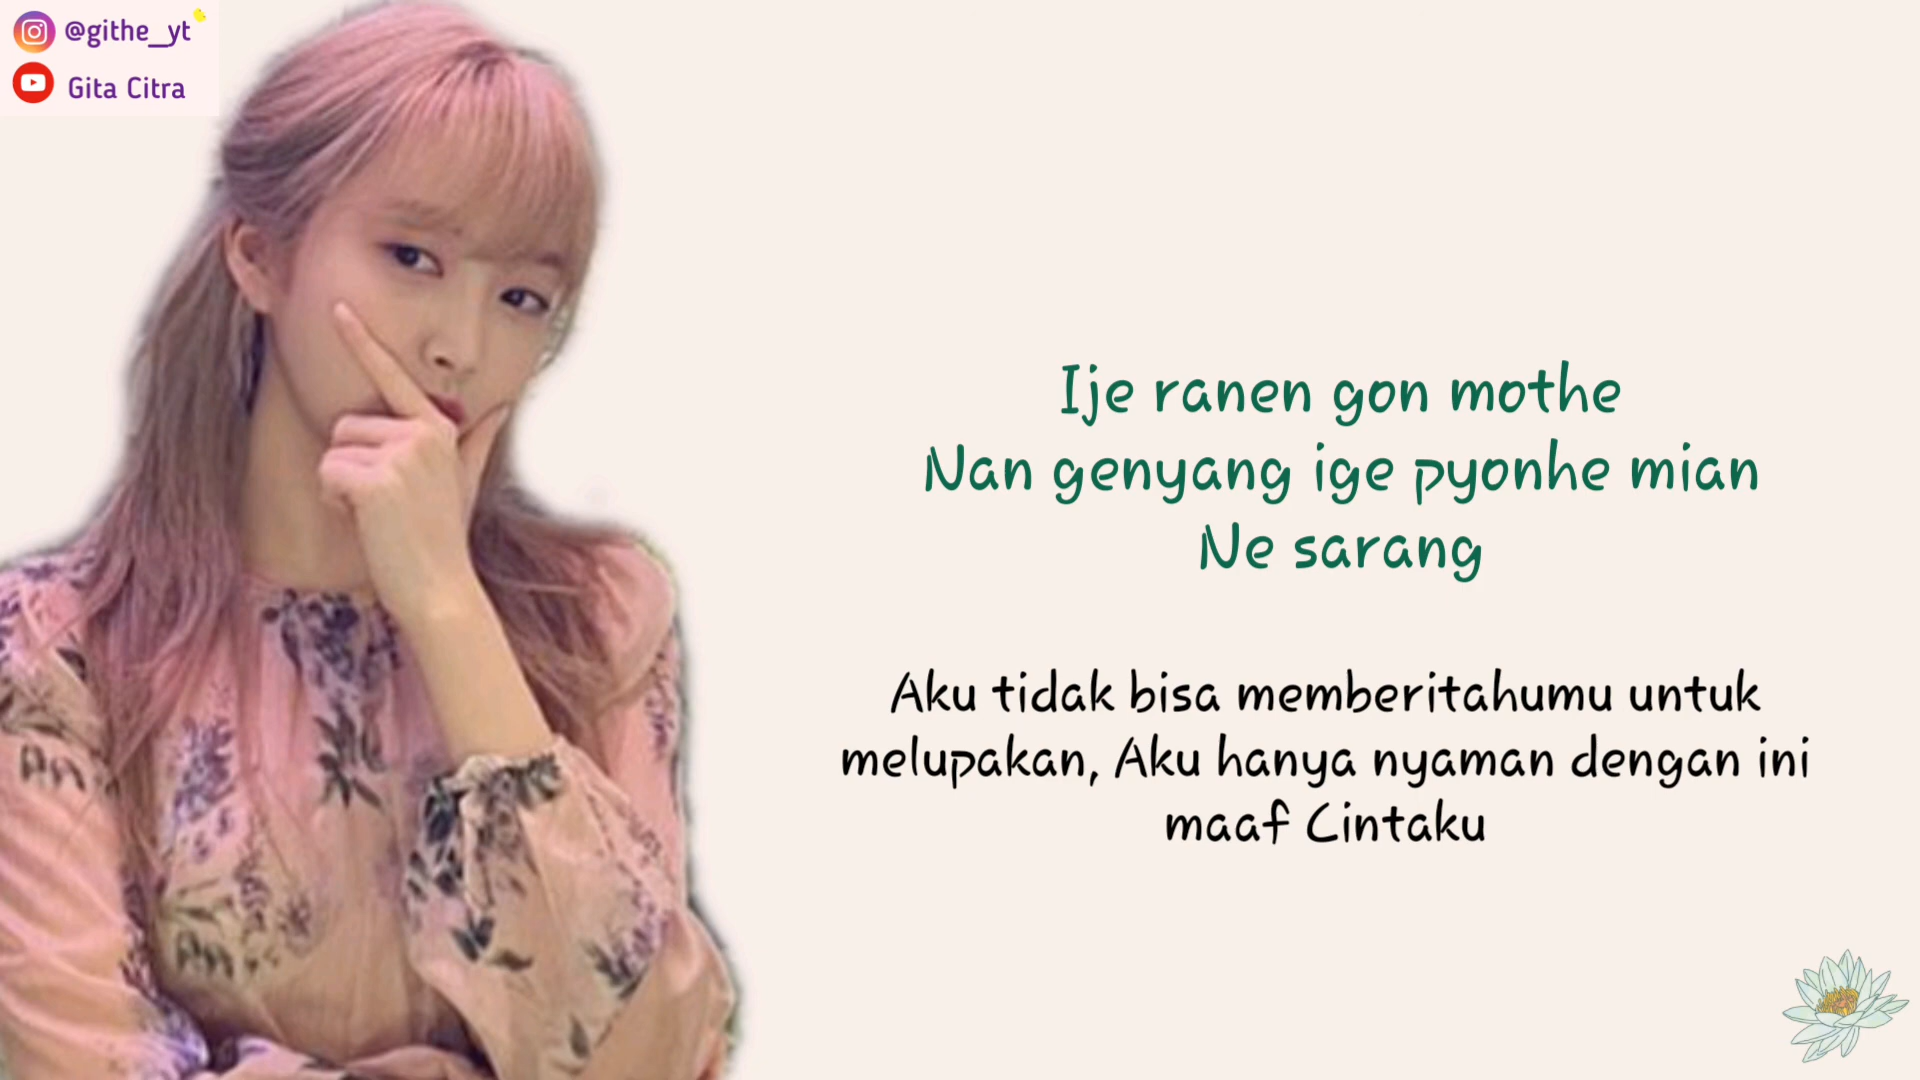 @githe_yt
Gita Citra
Ije ranen gon mothe
Nan genyang ige pyonhe mian
Ne sarang
Aku tidak bisa memberitahumu untuk
melupakan, Aku hanya nyaman dengan ini
maaf Cintaku